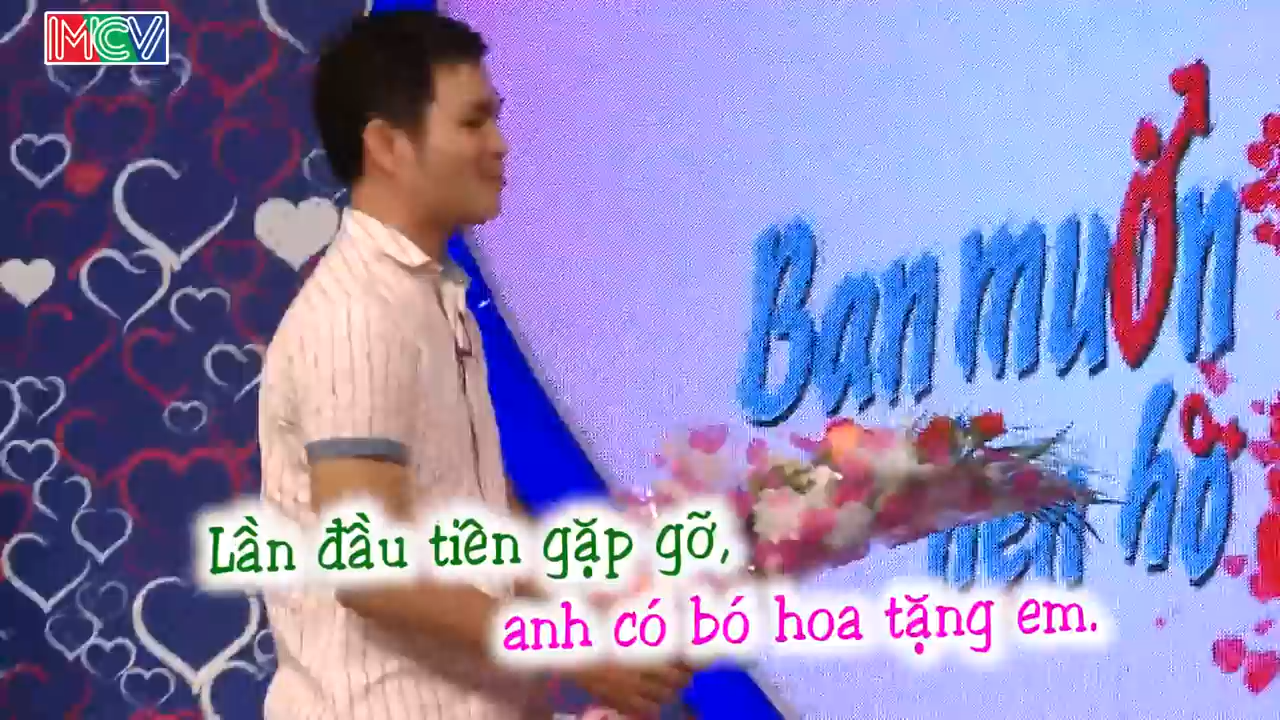 MCV
Bạn muốn
hẹn hò
Lần đầu tiên gặp gỡ,
anh có bó hoa tặng em.